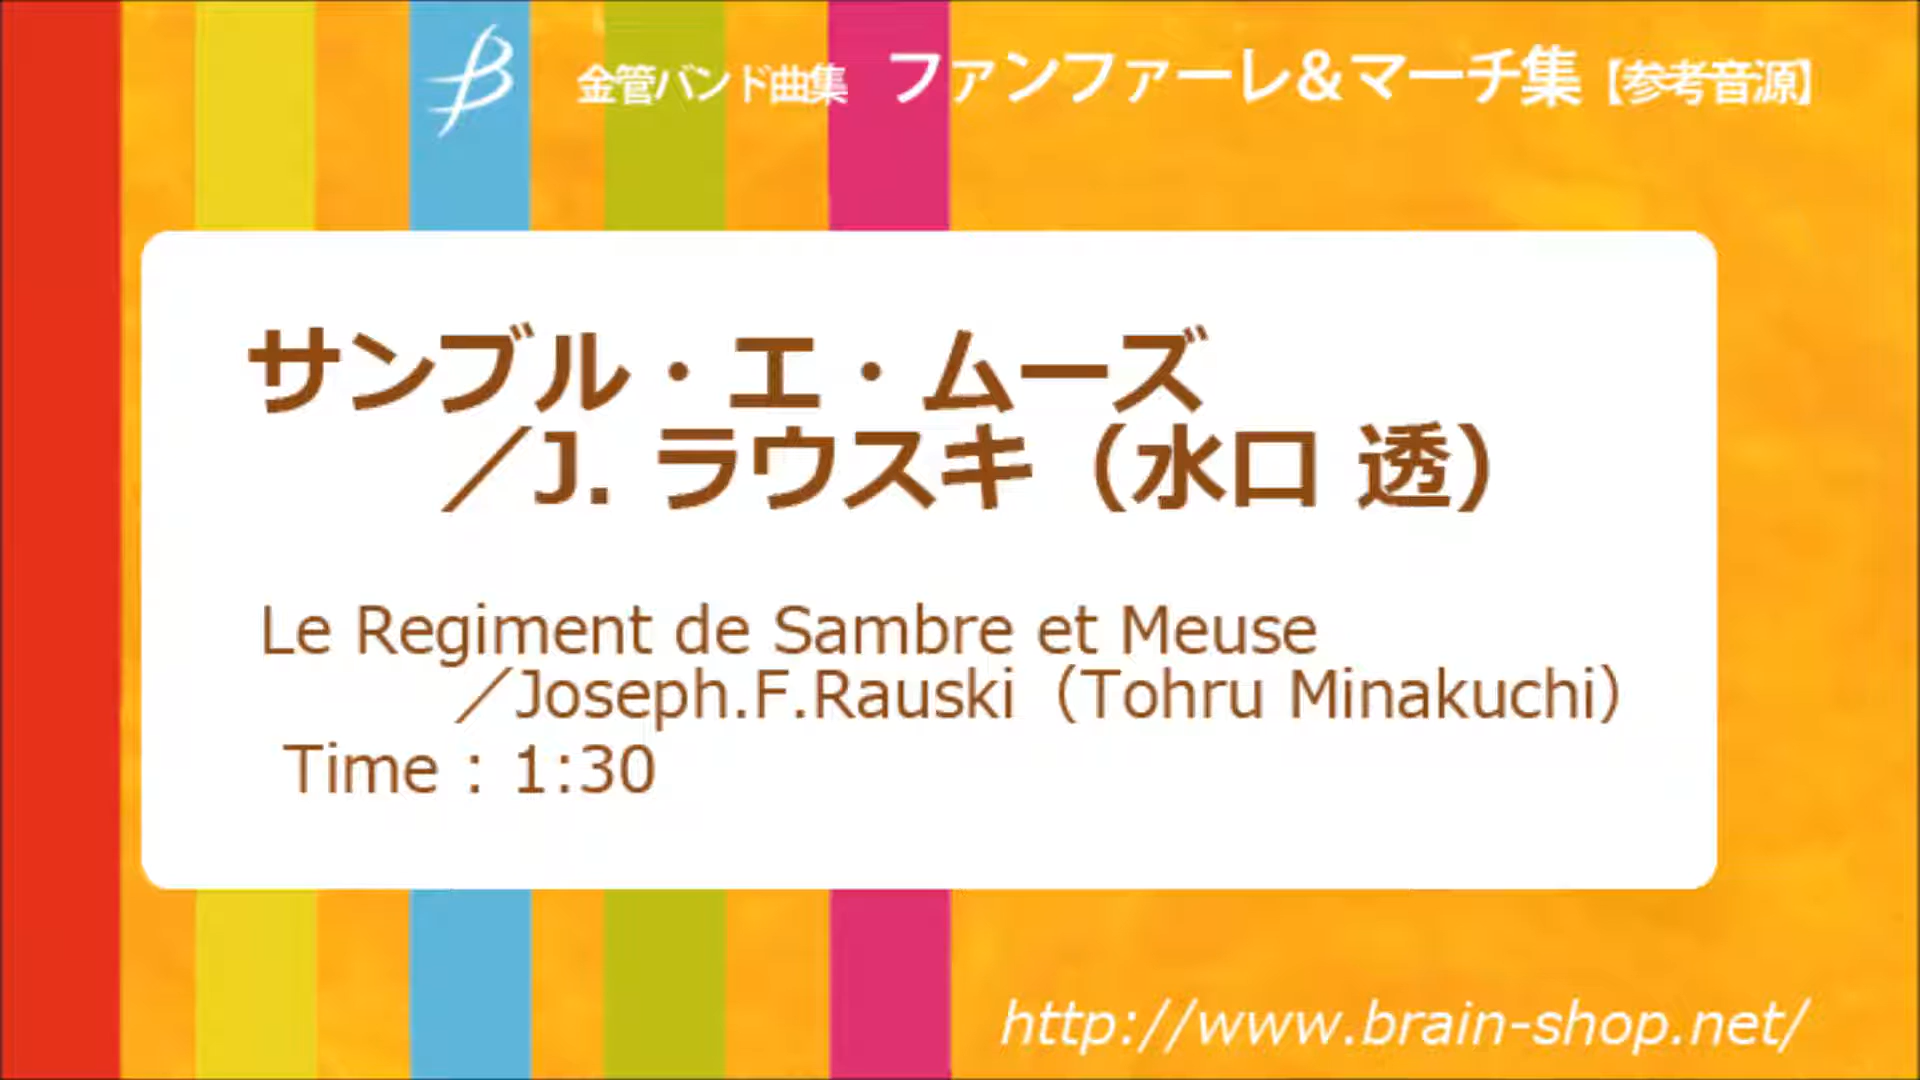 金管バンド曲集 ファンファーレ&マーチ集【参考音源】
サンブル・エ・ムーズ
／J. ラウスキ（水口 透）
Le Regiment de Sambre et Meuse
／Joseph.F.Rauski（Tohru Minakuchi）
Time : 1:30
http://www.brain-shop.net/